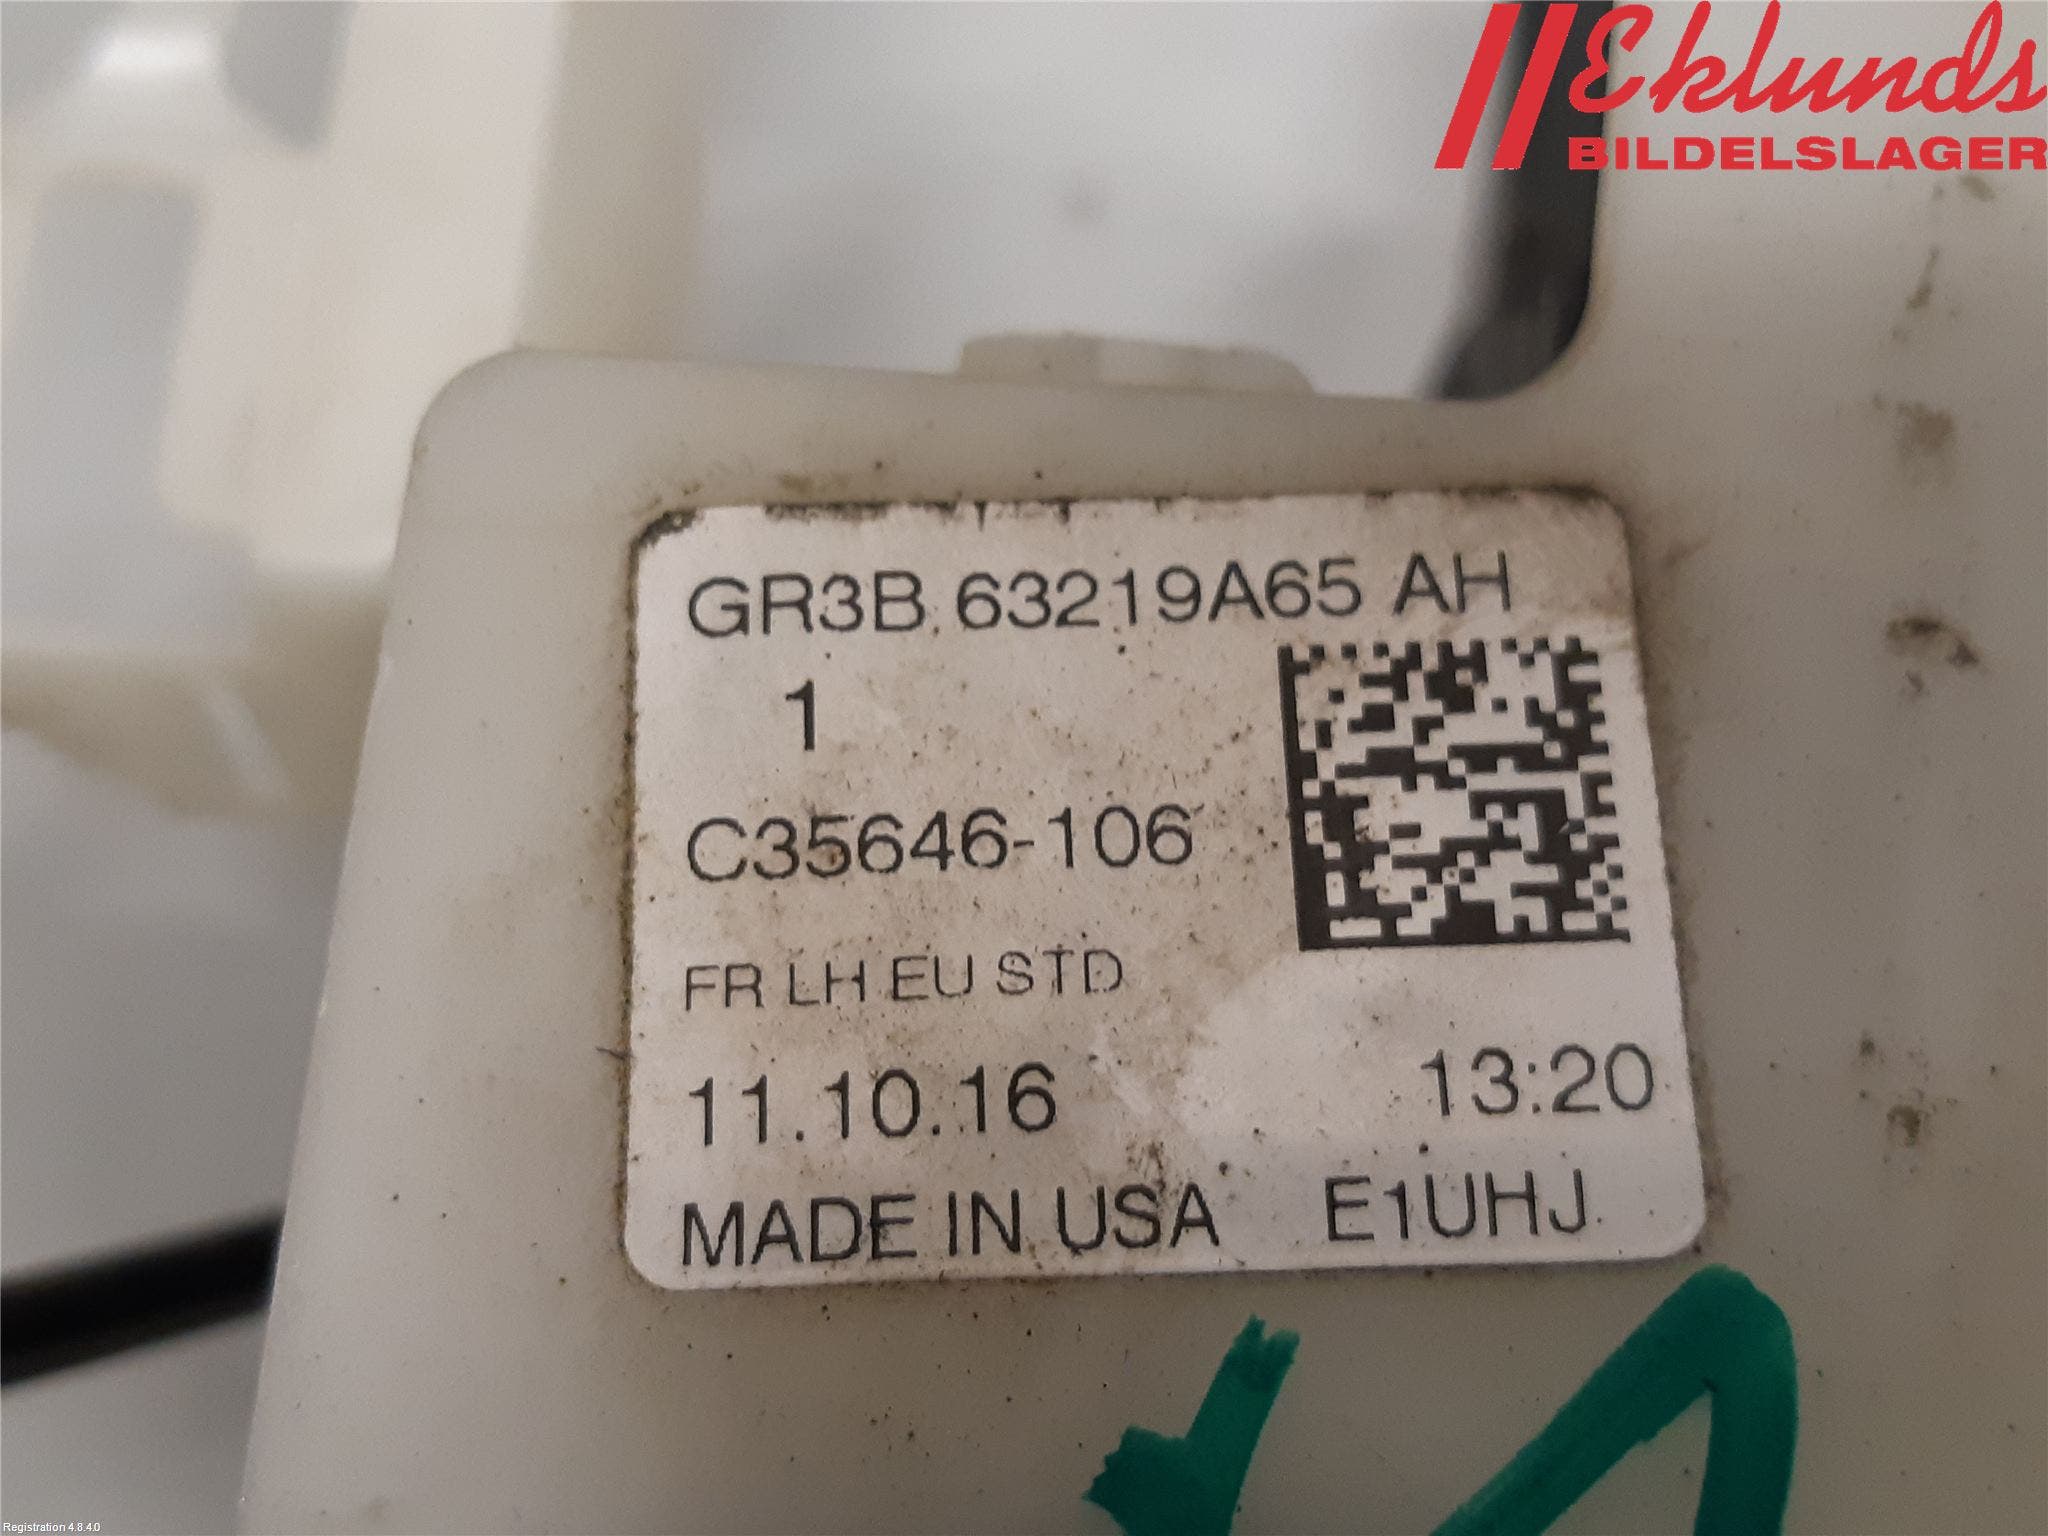 Eklunds
BILDELSLAGER
GR3B 63219A65 AH
1
C35646-106
FR LH EU STD
11.10.16 13:20
MADE IN USA E1UHJ
Registration 4.8.4.0